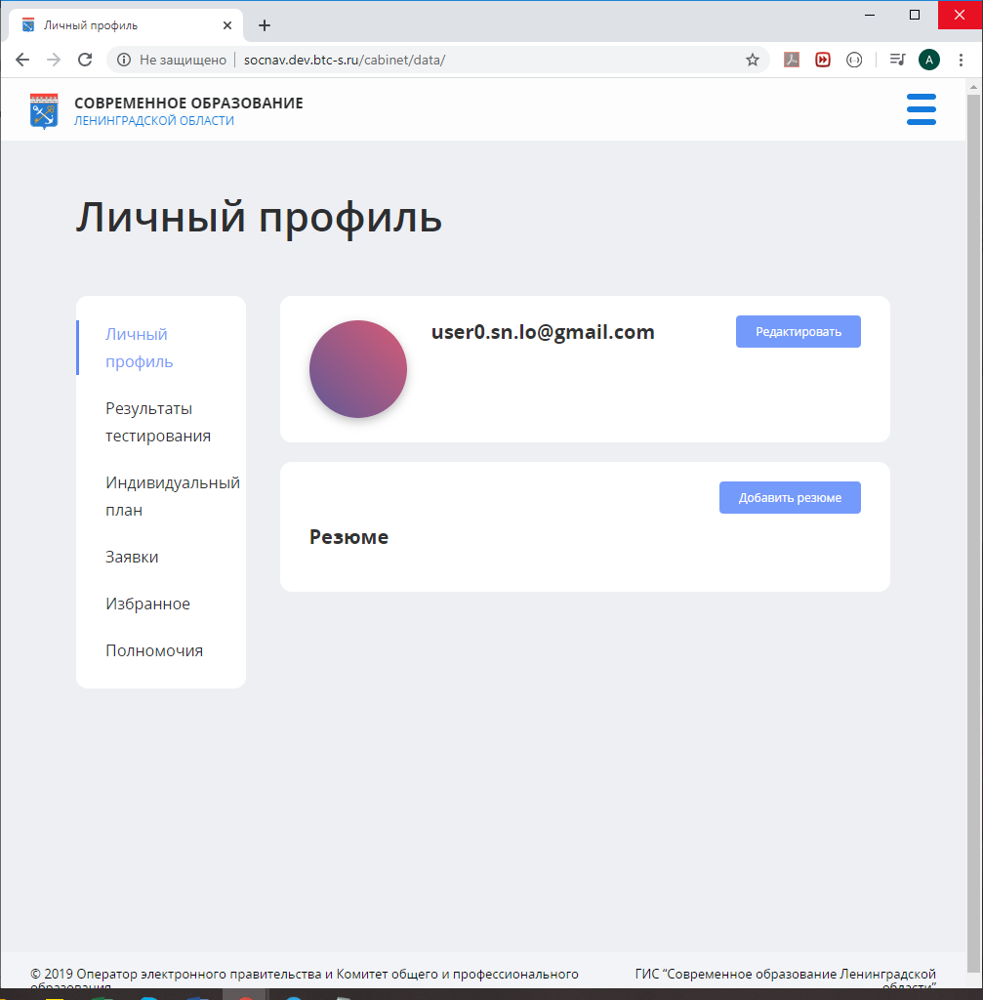 Личный профиль
Не защищено
socnav.dev.btc-s.ru/cabinet/data/
A
СОВРЕМЕННОЕ ОБРАЗОВАНИЕ
ЛЕНИНГРАДСКОЙ ОБЛАСТИ
Личный профиль
Личный
профиль
Результаты
тестирования
Индивидуальный
план
Заявки
Избранное
Полномочия
user0.sn.lo@gmail.com
Редактировать
Добавить резюме
Резюме
© 2019 Оператор электронного правительства и Комитет общего и профессионального
образования
ГИС “Современное образование Ленинградской
области”